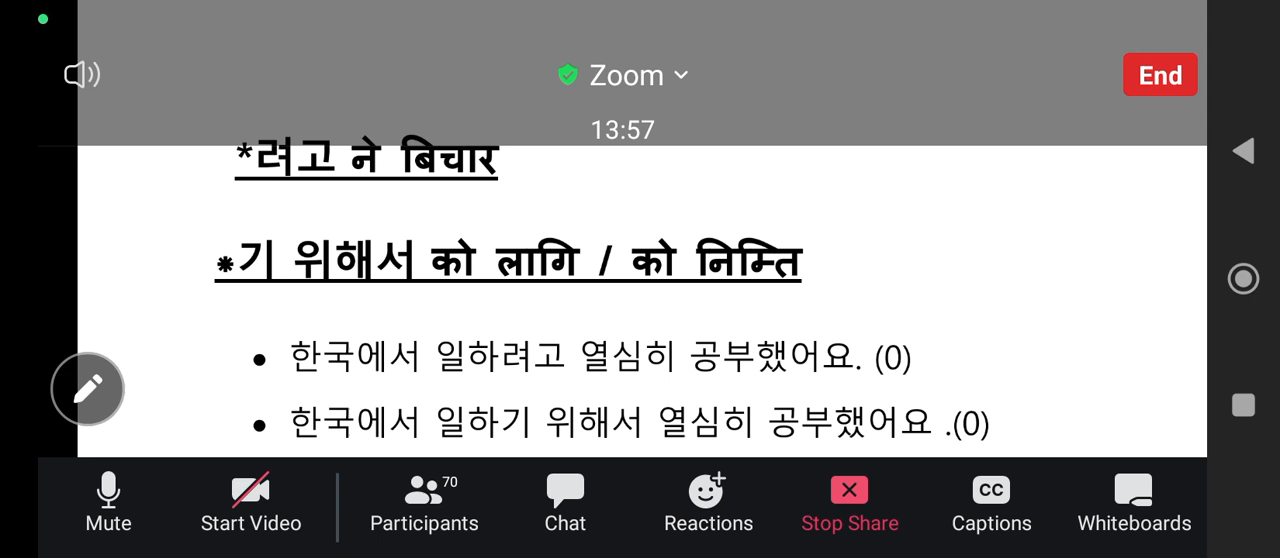 Zoom
End
13:57
*려고 ने बिचार
*기 위해서 को लागि / को निम्ति
• 한국에서 일하려고 열심히 공부했어요. (0)
• 한국에서 일하기 위해서 열심히 공부했어요 .(0)
70
CC
Mute Start Video Participants Chat Reactions Stop Share Captions Whiteboards